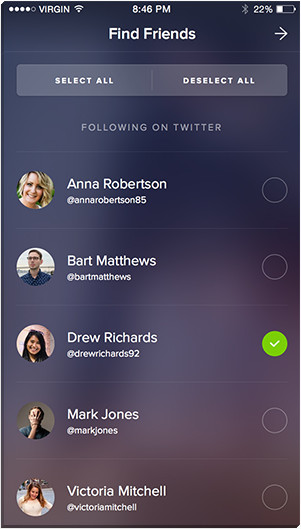 VIRGIN 8:46 PM 22%
Find Friends
SELECT ALL DESELECT ALL
FOLLOWING ON TWITTER
Anna Robertson
@annarobertson85
Bart Matthews
@bartmatthews
Drew Richards
@drewrichards92
Mark Jones
@markjones
Victoria Mitchell
@victoriamitchell